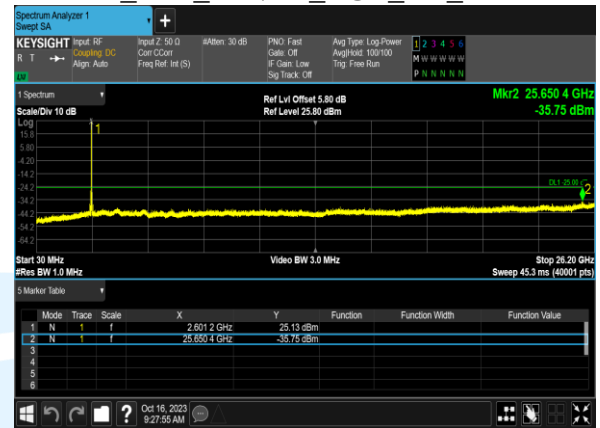 Spectrum Analyzer 1
Swept SA
KEYSIGHT
R T
LXI
Input: RF
Coupling: DC
Align: Auto
Input Z: 50 Ω
Corr CCorr
Freq Ref: Int (S)
#Atten: 30 dB
PNO: Fast
Gate: Off
IF Gain: Low
Sig Track: Off
Avg Type: Log-Power
Avg|Hold: 100/100
Trig: Free Run
1 2 3 4 5 6
M W W W W W
P N N N N N
1 Spectrum
Scale/Div 10 dB
Ref Lvl Offset 5.80 dB
Ref Level 25.80 dBm
Mkr2 25.650 4 GHz
-35.75 dBm
Log
15.8
5.80
-4.20
-14.2
-24.2
-34.2
-44.2
-54.2
-64.2
1
DL1 -25.00
2
Start 30 MHz
#Res BW 1.0 MHz
Video BW 3.0 MHz
Stop 26.20 GHz
Sweep 45.3 ms (40001 pts)
5 Marker Table
Mode Trace Scale X Y Function Function Width Function Value
1 N 1 f 2.601 2 GHz 25.13 dBm
2 N 1 f 25.650 4 GHz -35.75 dBm
3
4
5
6
?
Oct 16, 2023
9:27:55 AM